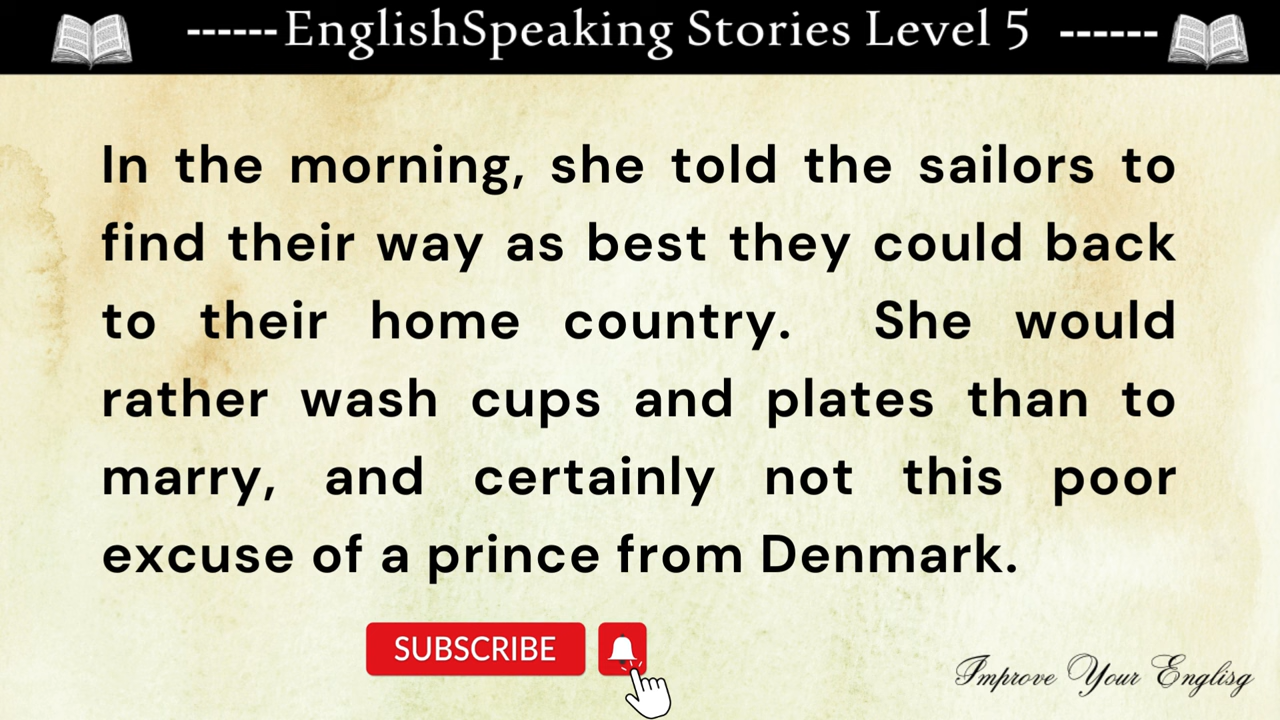 ------EnglishSpeaking Stories Level 5 ------
In the morning, she told the sailors to
find their way as best they could back
to their home country. She would
rather wash cups and plates than to
marry, and certainly not this poor
excuse of a prince from Denmark.
SUBSCRIBE
Improve Your Englisg